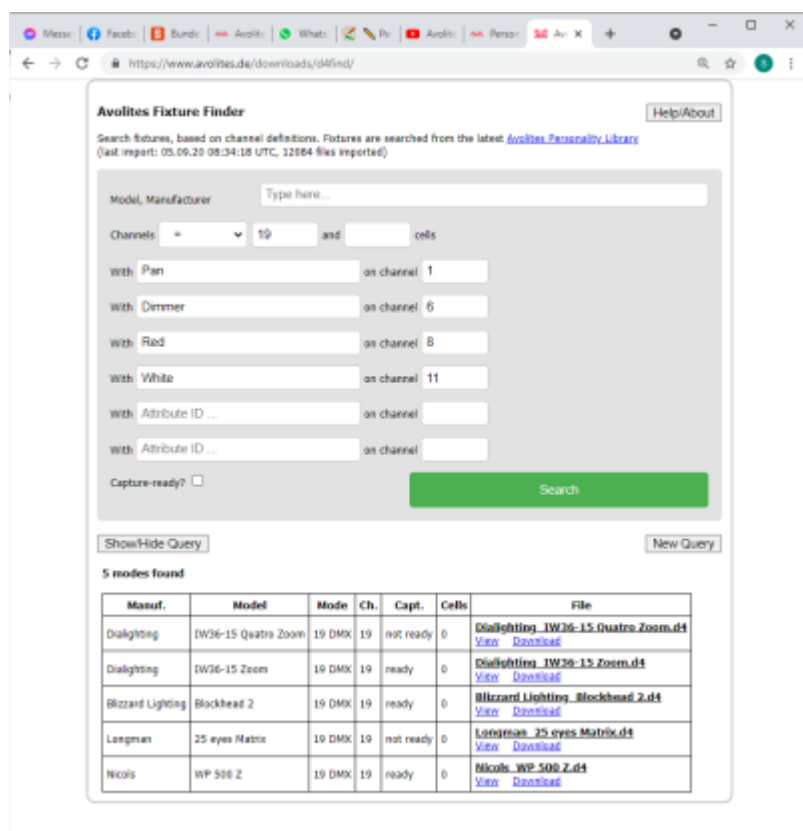 Messe
Facebo
Bundo
Avolite
Whats
Po
Avolite
Person
Avi
https://www.avolites.de/downloads/d4find/
Avolites Fixture Finder
Help/About
Search fixtures, based on channel definitions. Fixtures are searched from the latest Avolites Personality Library
(last import: 05.09.20 08:34:18 UTC, 12084 files imported)
Model, Manufacturer
Type here...
Channels = 19 and cells
With Pan on channel 1
With Dimmer on channel 6
With Red on channel 8
With White on channel 11
With Attribute ID ... on channel
With Attribute ID ... on channel
Capture-ready?
Search
Show/Hide Query
New Query
5 modes found
Manuf. Model Mode Ch. Capt. Cells File
Dialighting IW36-15 Quatro Zoom 19 DMX 19 not ready 0 Dialighting_IW36-15 Quatro Zoom.d4
View Download
Dialighting IW36-15 Zoom 19 DMX 19 ready 0 Dialighting_IW36-15 Zoom.d4
View Download
Blizzard Lighting Blockhead 2 19 DMX 19 ready 0 Blizzard Lighting_Blockhead 2.d4
View Download
Longman 25 eyes Matrix 19 DMX 19 not ready 0 Longman_25 eyes Matrix.d4
View Download
Nicols WP 500 Z 19 DMX 19 ready 0 Nicols_WP 500 Z.d4
View Download